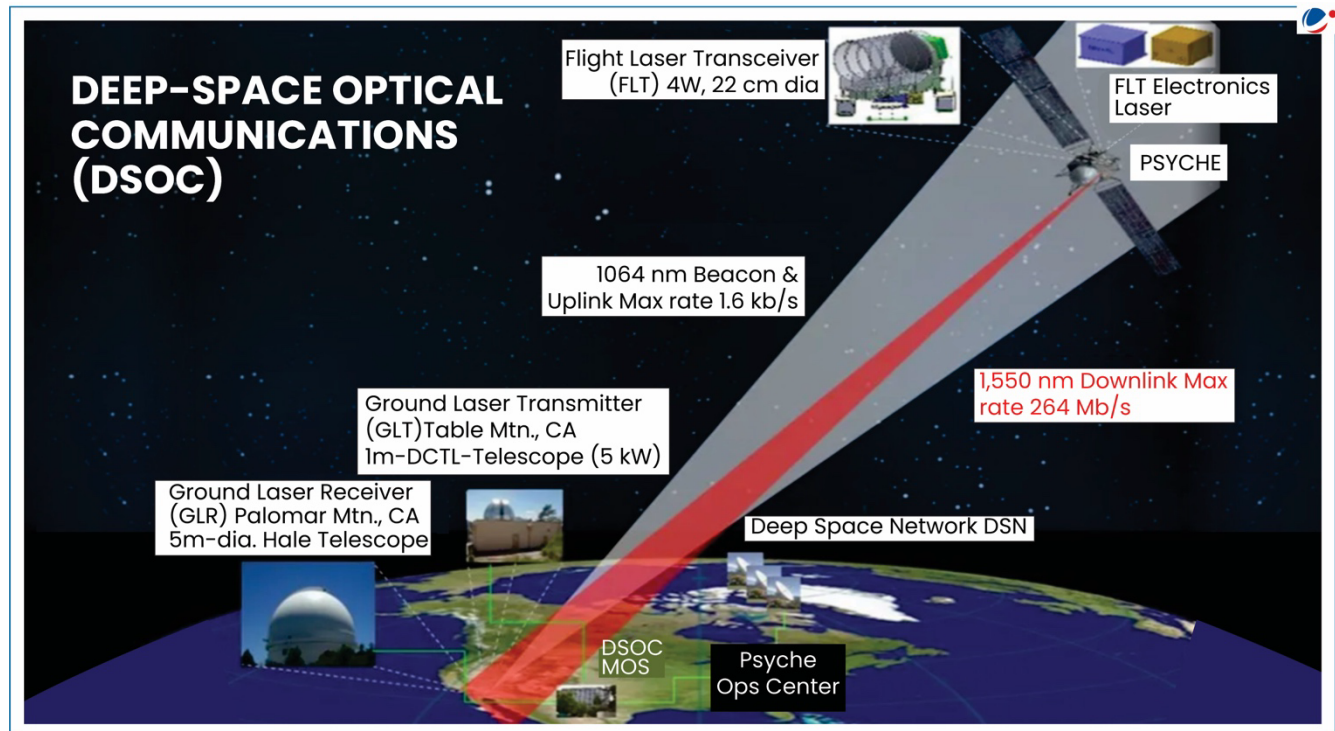 DEEP-SPACE OPTICAL
COMMUNICATIONS
(DSOC)
Flight Laser Transceiver
(FLT) 4W, 22 cm dia
FLT Electronics
Laser
PSYCHE
1064 nm Beacon &
Uplink Max rate 1.6 kb/s
1,550 nm Downlink Max
rate 264 Mb/s
Ground Laser Transmitter
(GLT)Table Mtn., CA
1m-DCTL-Telescope (5 kW)
Ground Laser Receiver
(GLR) Palomar Mtn., CA
5m-dia. Hale Telescope
Deep Space Network DSN
DSOC
MOS
Psyche
Ops Center